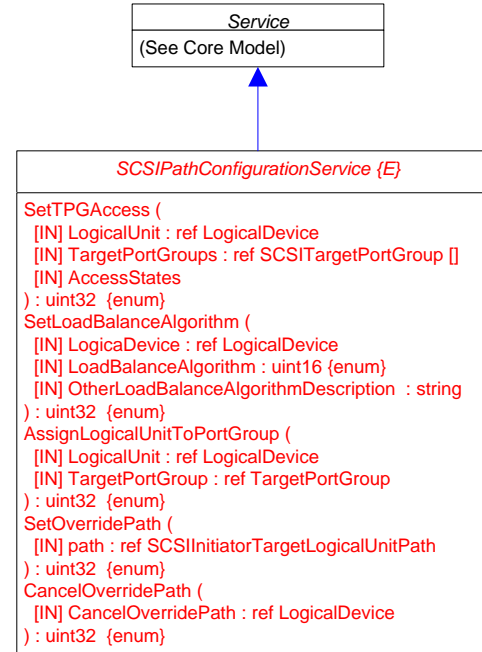 Service
(See Core Model)
SCSIPathConfigurationService {E}
SetTPGAccess (
[IN] LogicalUnit : ref LogicalDevice
[IN] TargetPortGroups : ref SCSITargetPortGroup []
[IN] AccessStates
) : uint32 {enum}
SetLoadBalanceAlgorithm (
[IN] LogicaDevice : ref LogicalDevice
[IN] LoadBalanceAlgorithm : uint16 {enum}
[IN] OtherLoadBalanceAlgorithmDescription : string
) : uint32 {enum}
AssignLogicalUnitToPortGroup (
[IN] LogicalUnit : ref LogicalDevice
[IN] TargetPortGroup : ref TargetPortGroup
) : uint32 {enum}
SetOverridePath (
[IN] path : ref SCSIInitiatorTargetLogicalUnitPath
) : uint32 {enum}
CancelOverridePath (
[IN] CancelOverridePath : ref LogicalDevice
) : uint32 {enum}